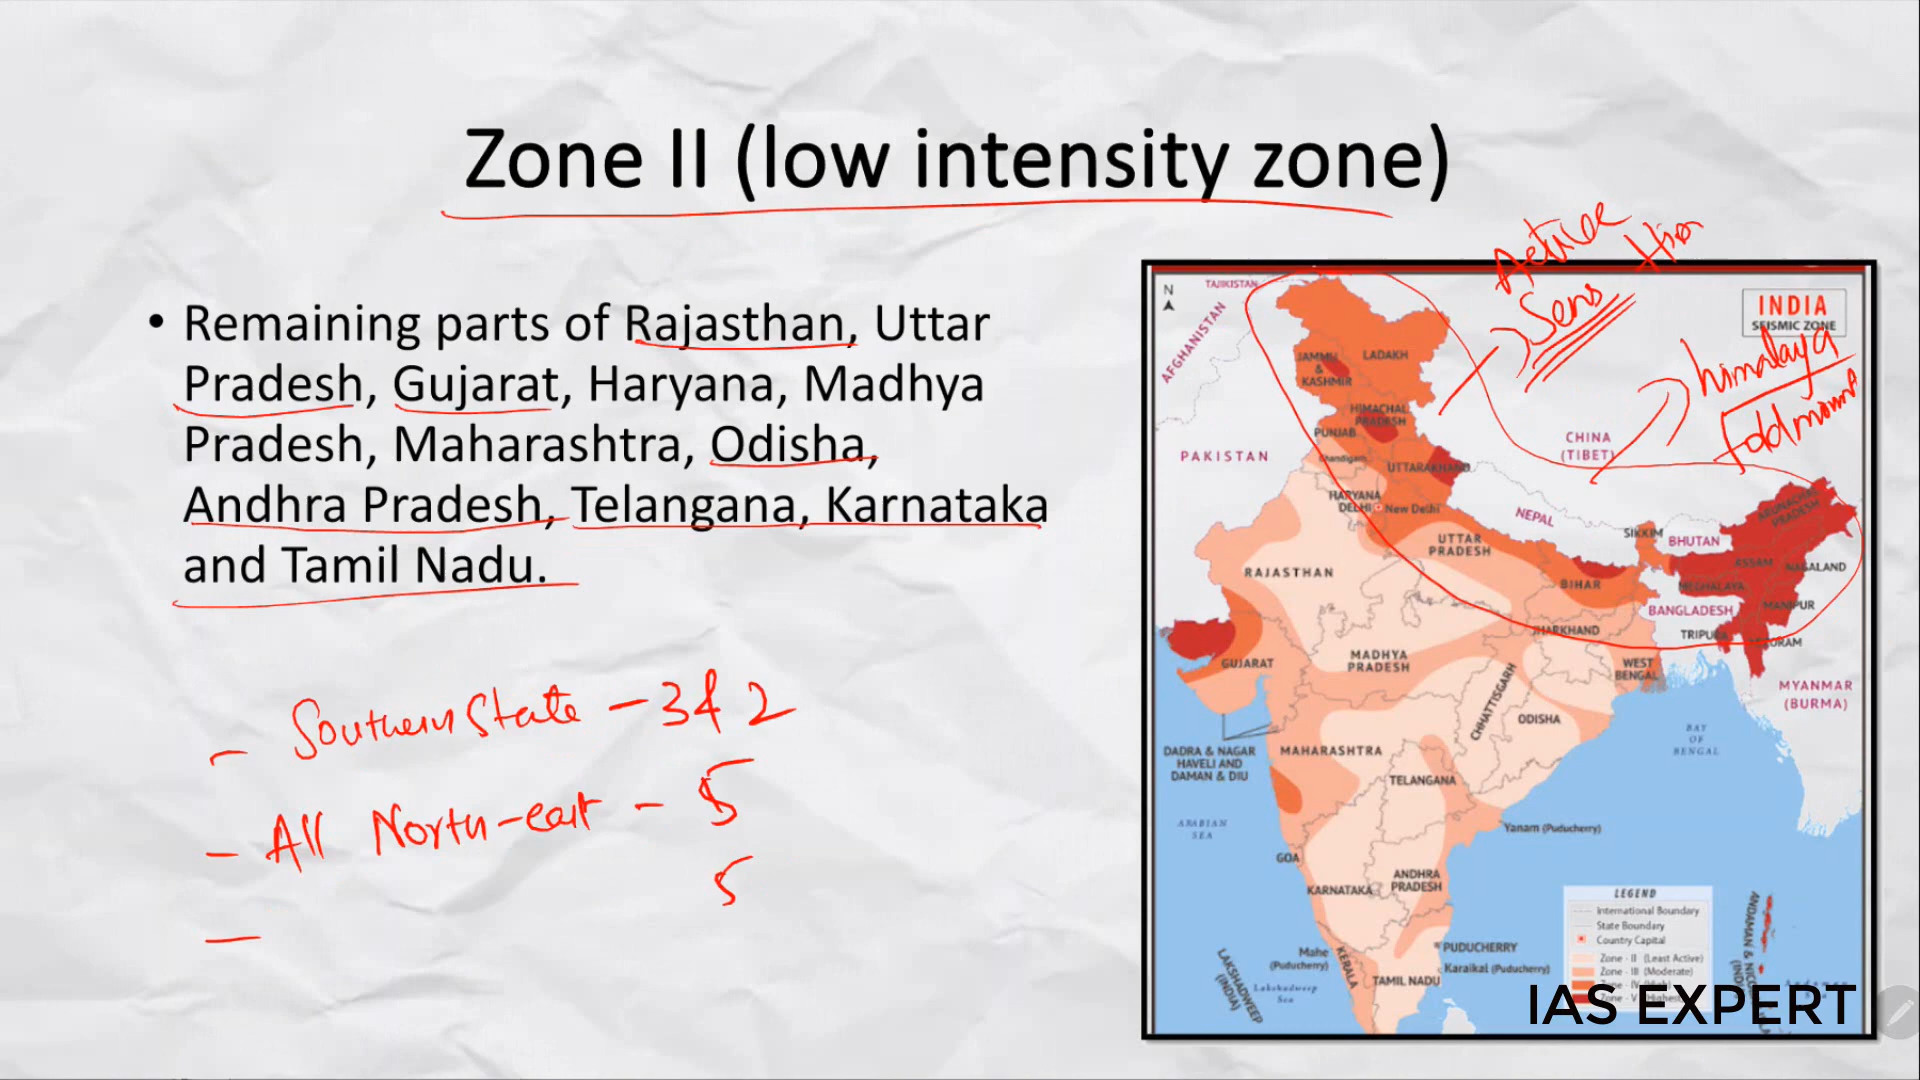 Zone II (low intensity zone)
• Remaining parts of Rajasthan, Uttar
Pradesh, Gujarat, Haryana, Madhya
Pradesh, Maharashtra, Odisha,
Andhra Pradesh, Telangana, Karnataka
and Tamil Nadu.
- Southern State - 3 & 2
- All North-east - 5
5
-
Active
himalaya
INDIA
SEISMIC ZONE
N
TAJIKISTAN
AFGHANISTAN
JAMMU
&
KASHMIR
LADAKH
HIMACHAL
PRADESH
PUNJAB
Chandigarh
UTTARAKHAND
PAKISTAN
CHINA
(TIBET)
HARYANA
DELHI
New Delhi
NEPAL
SIKKIM
BHUTAN
ARUNACHAL
PRADESH
UTTAR
PRADESH
RAJASTHAN
BIHAR
ASSAM
NAGALAND
MEGHALAYA
MANIPUR
BANGLADESH
TRIPURA
JHARKHAND
WEST
BENGAL
GUJARAT
MADHYA
PRADESH
CHHATTISGARH
ODISHA
MYANMAR
(BURMA)
BAY
OF
BENGAL
DADRA & NAGAR
HAVELI AND
DAMAN & DIU
MAHARASHTRA
TELANGANA
ARABIAN
SEA
Yanam (Puducherry)
GOA
KARNATAKA
ANDHRA
PRADESH
Mahe
(Puducherry)
KERALA
PUDUCHERRY
Karaikal (Puducherry)
TAMIL NADU
LAKSHADWEEP
(INDIA)
Lakshadweep
Sea
LEGEND
International Boundary
State Boundary
Country Capital
Zone - II (Least Active)
Zone - III (Moderate)
IAS EXPERT